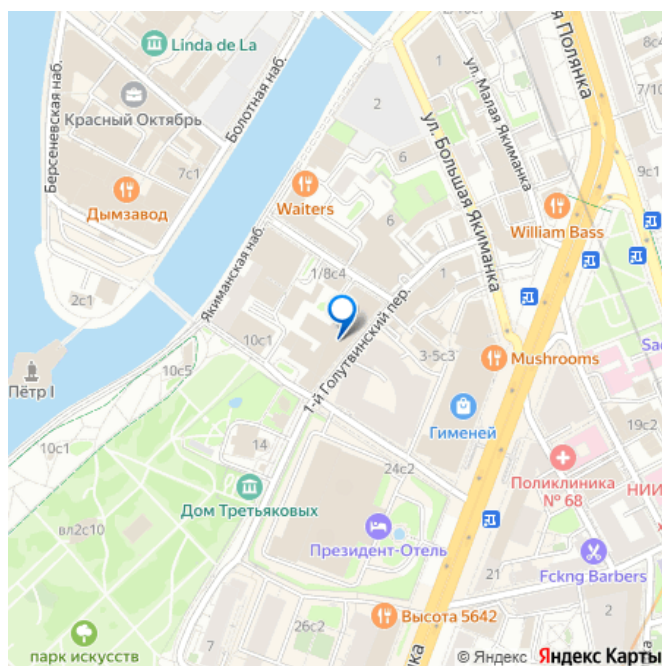 Linda de La
Красный Октябрь
Болотная наб.
Берсеневская наб.
7с1
Дымзавод
2с1
Пётр I
Waiters
Якиманская наб.
1/8с4
10с1
10с5
10с1
2
6
6
1
ул. Большая Якиманка
ул. Малая Якиманка
я Полянка
7/10
9с1
William Bass
1
1-й Голутвинский пер.
3-5с3
Mushrooms
Гименей
Sac
19с2
Поликлиника
№ 68
НИИ
14
24с2
Дом Третьяковых
Президент-Отель
вл2с10
21
Fckng Barbers
Высота 5642
26с2
2
7
парк искусств
манка
© Яндекс Яндекс Карты